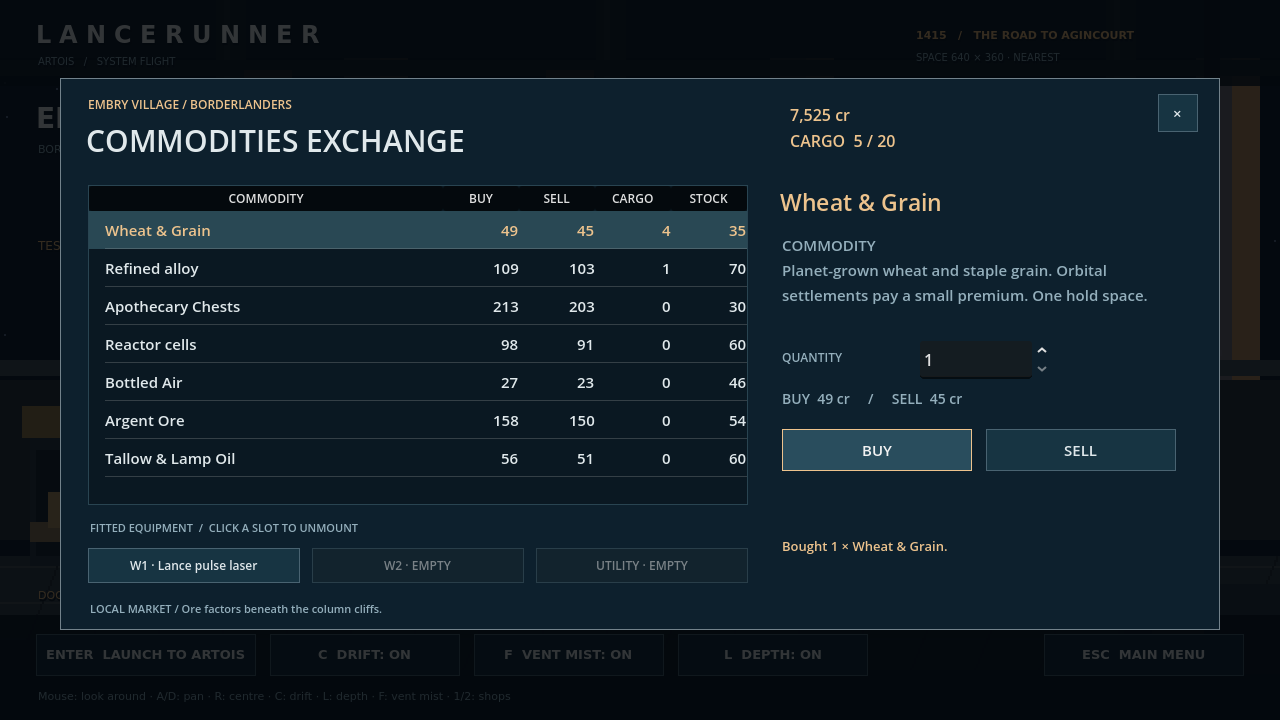 LANCERUNNER
ARTOIS / SYSTEM FLIGHT
1415 / THE ROAD TO AGINCOURT
SPACE 640 × 360 · NEAREST
EMBRY VILLAGE / BORDERLANDERS
COMMODITIES EXCHANGE
7,525 cr
CARGO 5 / 20
×
COMMODITY BUY SELL CARGO STOCK
Wheat & Grain 49 45 4 35
Refined alloy 109 103 1 70
Apothecary Chests 213 203 0 30
Reactor cells 98 91 0 60
Bottled Air 27 23 0 46
Argent Ore 158 150 0 54
Tallow & Lamp Oil 56 51 0 60
Wheat & Grain
COMMODITY
Planet-grown wheat and staple grain. Orbital
settlements pay a small premium. One hold space.
QUANTITY 1
BUY 49 cr / SELL 45 cr
BUY SELL
Bought 1 × Wheat & Grain.
FITTED EQUIPMENT / CLICK A SLOT TO UNMOUNT
W1 · Lance pulse laser W2 · EMPTY UTILITY · EMPTY
LOCAL MARKET / Ore factors beneath the column cliffs.
ENTER LAUNCH TO ARTOIS C DRIFT: ON F VENT MIST: ON L DEPTH: ON ESC MAIN MENU
Mouse: look around · A/D: pan · R: centre · C: drift · L: depth · F: vent mist · 1/2: shops